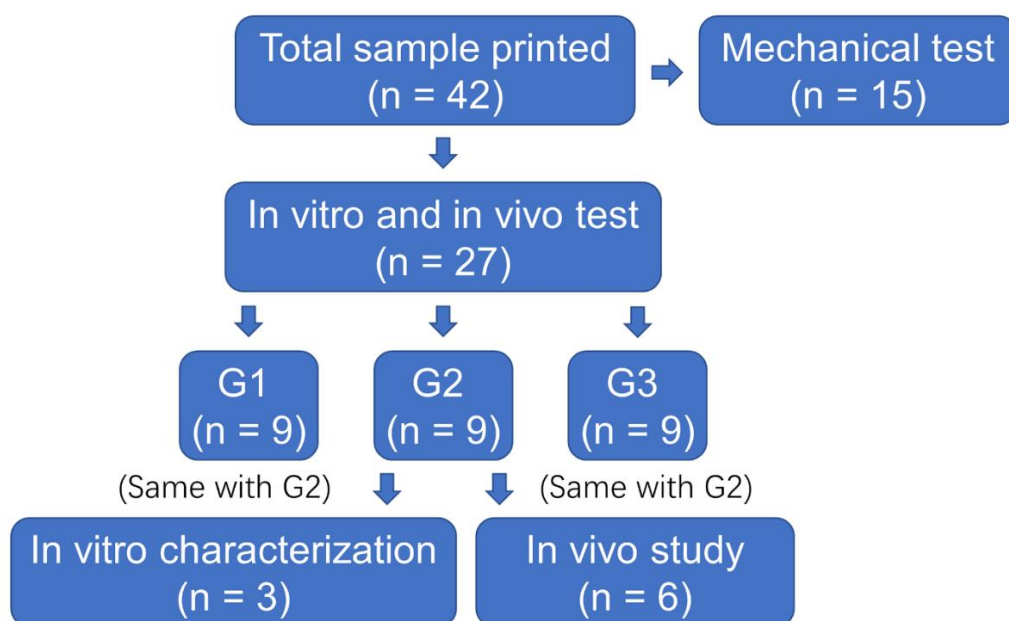 Total sample printed
(n = 42)
Mechanical test
(n = 15)
In vitro and in vivo test
(n = 27)
G1
(n = 9)
G2
(n = 9)
G3
(n = 9)
(Same with G2)
(Same with G2)
In vitro characterization
(n = 3)
In vivo study
(n = 6)